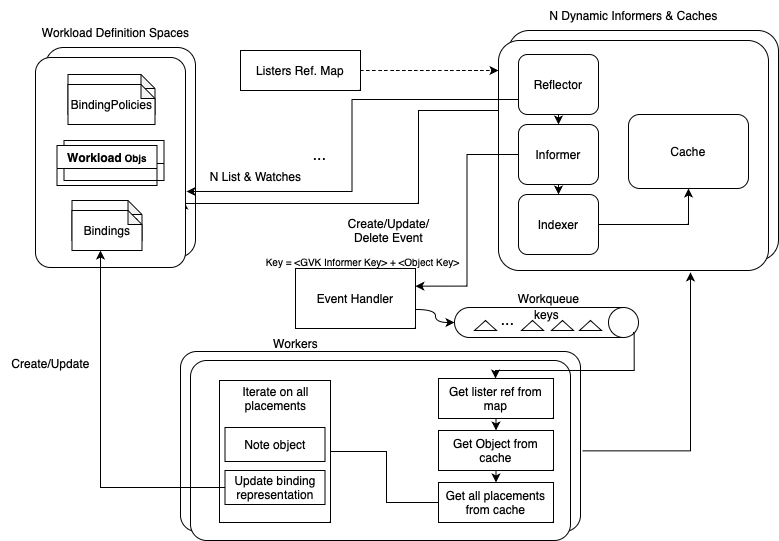 Workload Definition Spaces
N Dynamic Informers & Caches
Listers Ref. Map
BindingPolicies
Workload Objs
Bindings
Reflector
Informer
Indexer
Cache
...
N List & Watches
Create/Update/
Delete Event
Key = <GVK Informer Key> + <Object Key>
Event Handler
Workqueue
keys
...
Create/Update
Workers
Iterate on all
placements
Note object
Update binding
representation
Get lister ref from
map
Get Object from
cache
Get all placements
from cache